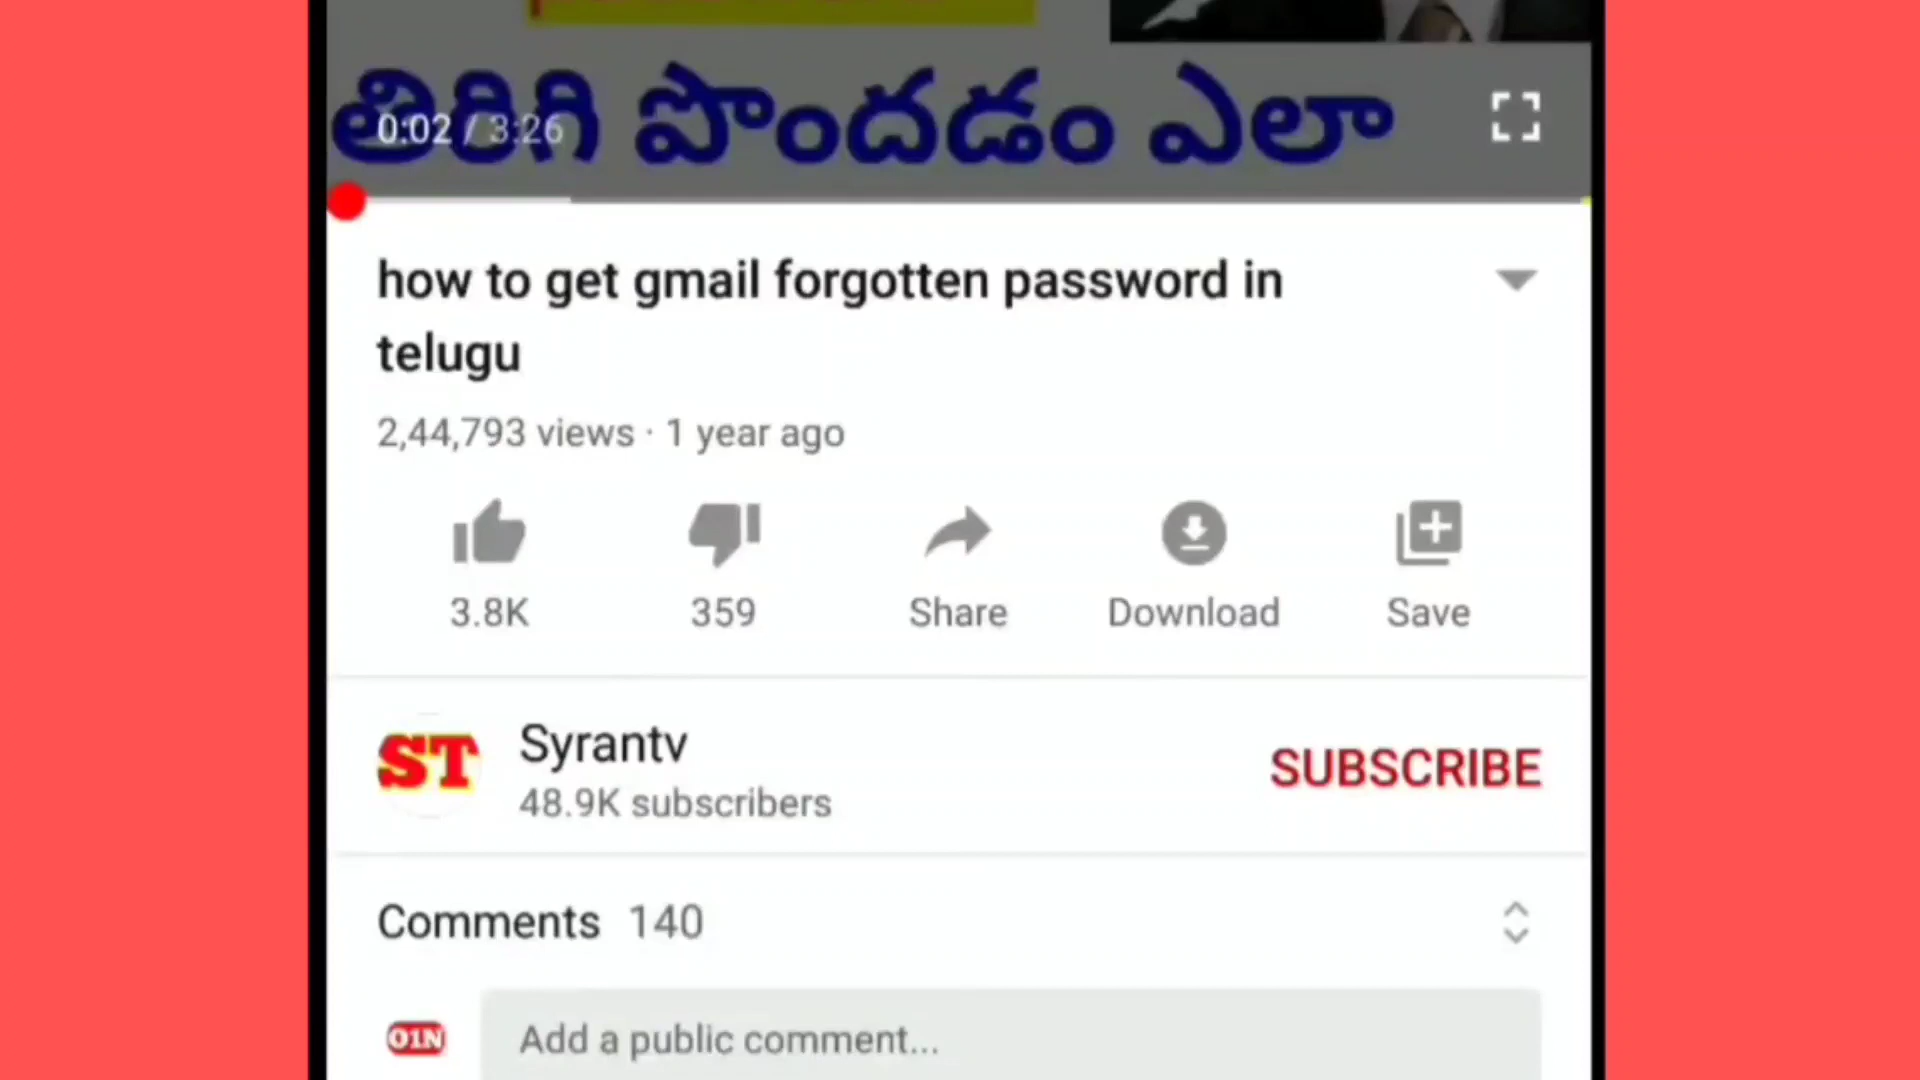 తిరిగి పొందడం ఎలా
0:02 / 3:26
how to get gmail forgotten password in
telugu
2,44,793 views · 1 year ago
3.8K 359 Share Download Save
ST
Syrantv
SUBSCRIBE
48.9K subscribers
Comments 140
01N
Add a public comment...